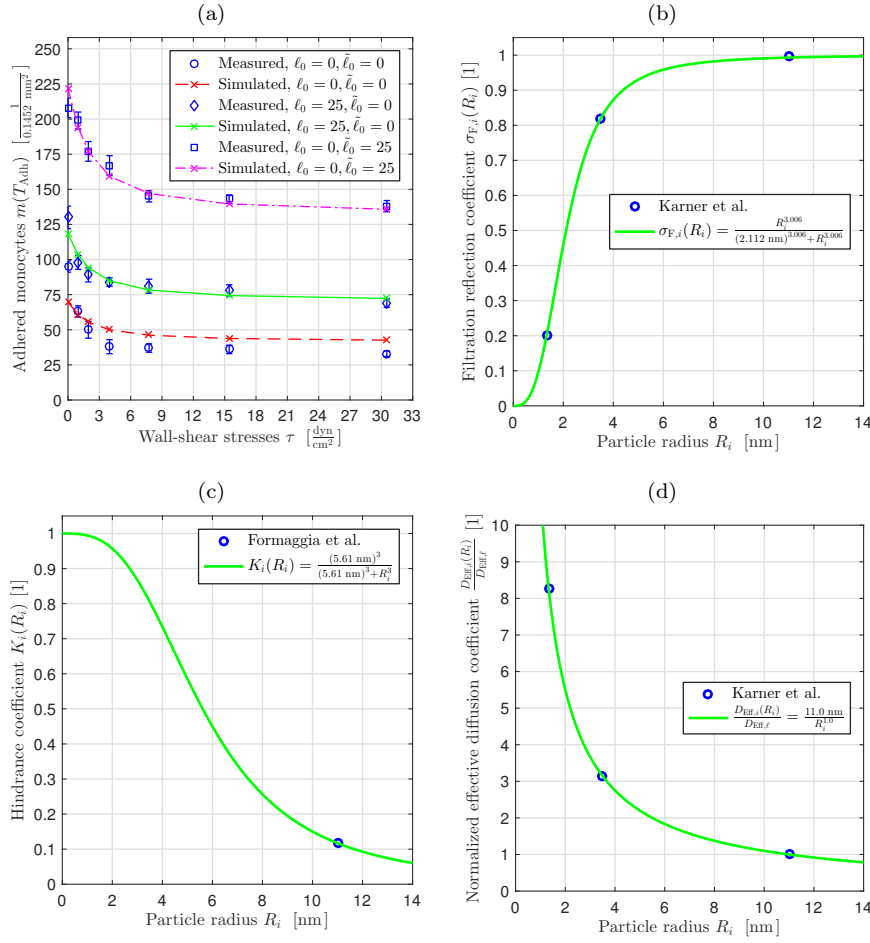 (a)
250
225
200
175
150
125
100
75
50
25
0
Adhered monocytes m(T_Adh) [1/0.1452 mm²]
Measured, ℓ₀ = 0, ℓ̃₀ = 0
Simulated, ℓ₀ = 0, ℓ̃₀ = 0
Measured, ℓ₀ = 25, ℓ̃₀ = 0
Simulated, ℓ₀ = 25, ℓ̃₀ = 0
Measured, ℓ₀ = 0, ℓ̃₀ = 25
Simulated, ℓ₀ = 0, ℓ̃₀ = 25
0 3 6 9 12 15 18 21 24 27 30 33
Wall-shear stresses τ [dyn/cm²]
(b)
1
0.9
0.8
0.7
0.6
0.5
0.4
0.3
0.2
0.1
0
Filtration reflection coefficient σ_F,i(R_i) [1]
Karner et al.
σ_F,i(R_i) = R_i^3.006 / ((2.112 nm)^3.006 + R_i^3.006)
0 2 4 6 8 10 12 14
Particle radius R_i [nm]
(c)
1
0.9
0.8
0.7
0.6
0.5
0.4
0.3
0.2
0.1
0
Hindrance coefficient K_i(R_i) [1]
Formaggia et al.
K_i(R_i) = (5.61 nm)³ / ((5.61 nm)³ + R_i³)
0 2 4 6 8 10 12 14
Particle radius R_i [nm]
(d)
10
9
8
7
6
5
4
3
2
1
0
Normalized effective diffusion coefficient D_Eff,i(R_i)/D_Eff,ℓ [1]
Karner et al.
D_Eff,i(R_i)/D_Eff,ℓ = 11.0 nm/R_i^1.0
0 2 4 6 8 10 12 14
Particle radius R_i [nm]